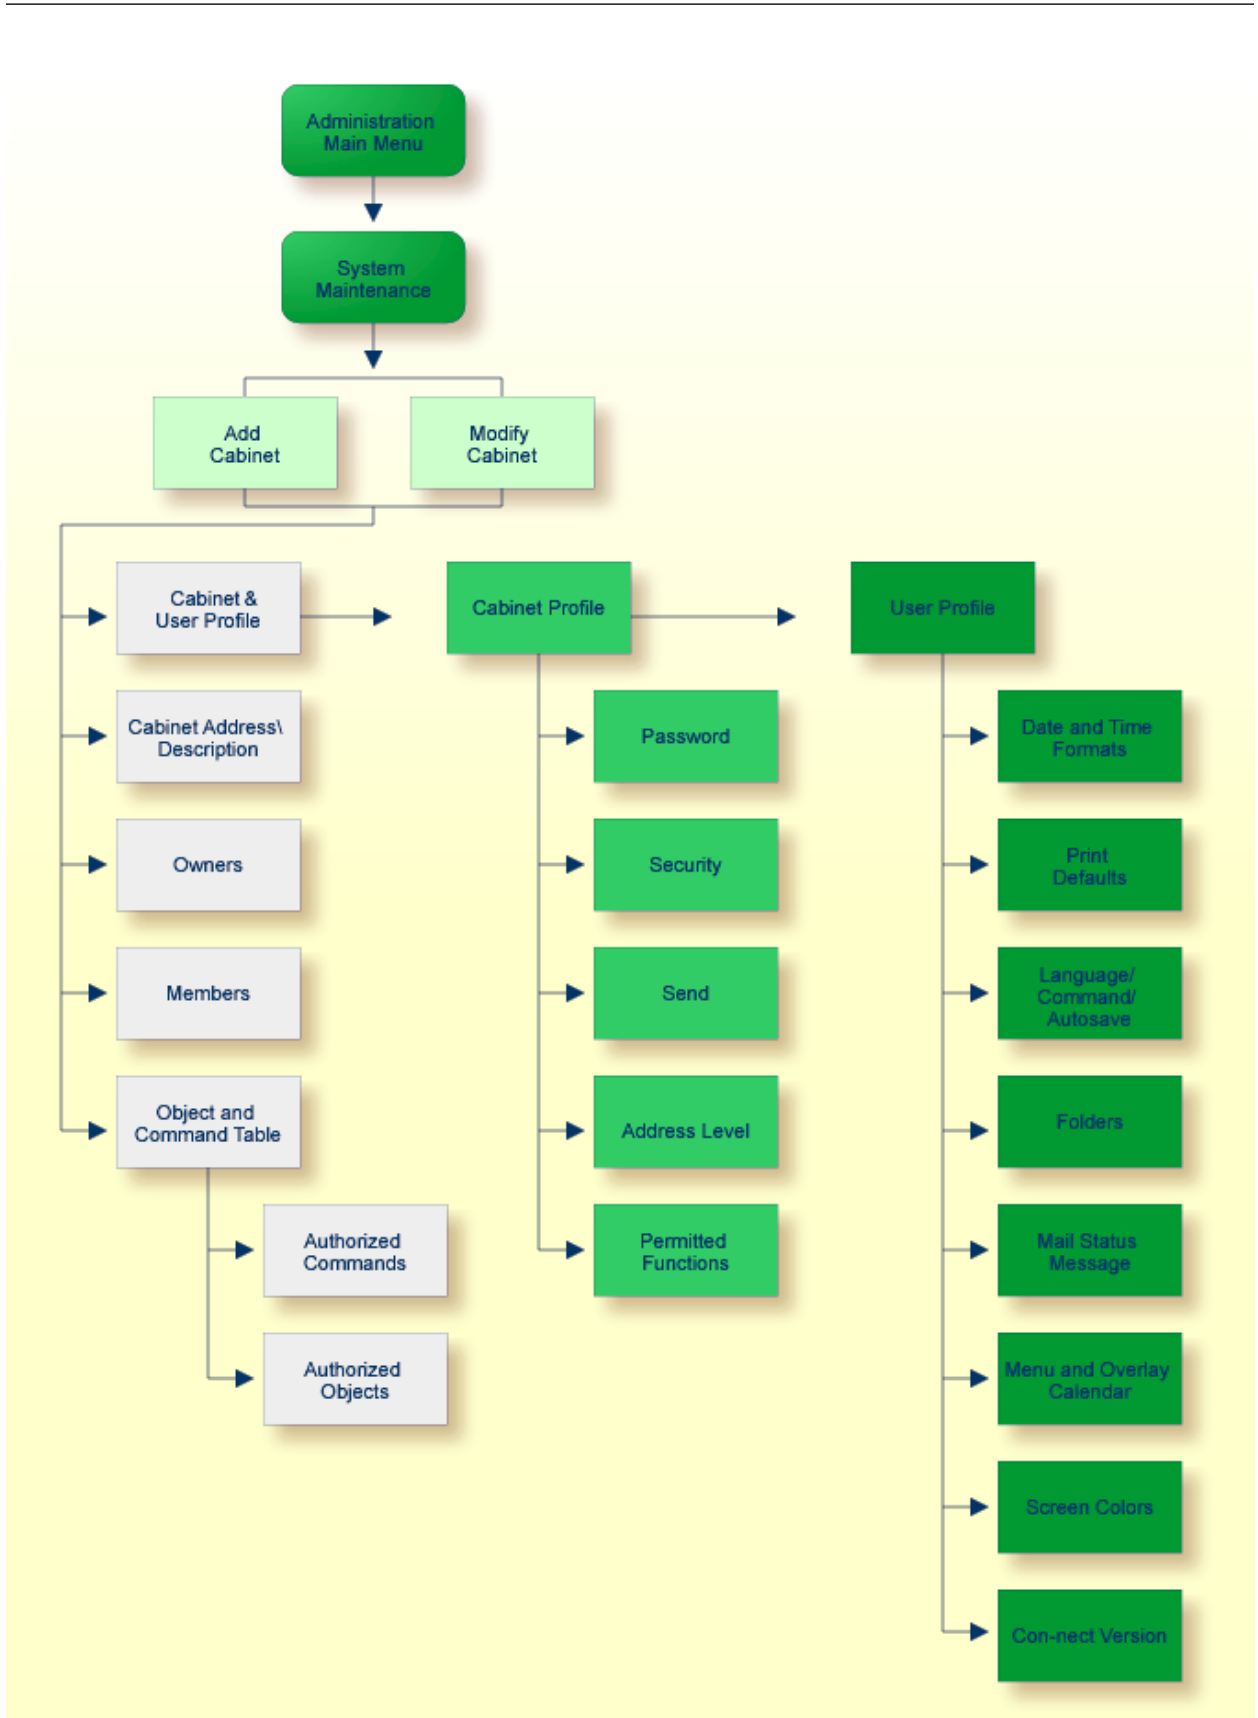 Administration
Main Menu
System
Maintenance
Add
Cabinet
Modify
Cabinet
Cabinet &
User Profile
Cabinet Profile
User Profile
Cabinet Address\
Description
Password
Date and Time
Formats
Owners
Security
Print
Defaults
Members
Send
Language/
Command/
Autosave
Object and
Command Table
Address Level
Folders
Authorized
Commands
Permitted
Functions
Mail Status
Message
Authorized
Objects
Menu and Overlay
Calendar
Screen Colors
Con-nect Version